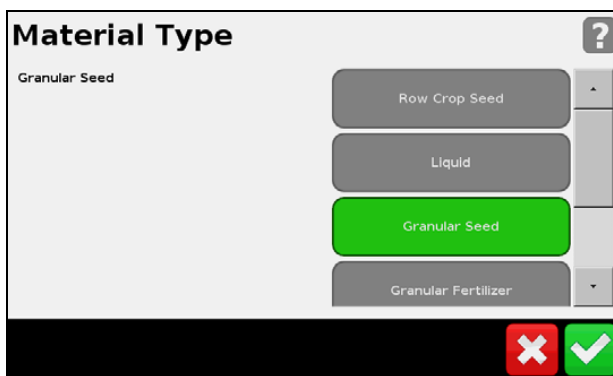 Material Type
?
Granular Seed
Row Crop Seed
Liquid
Granular Seed
Granular Fertilizer